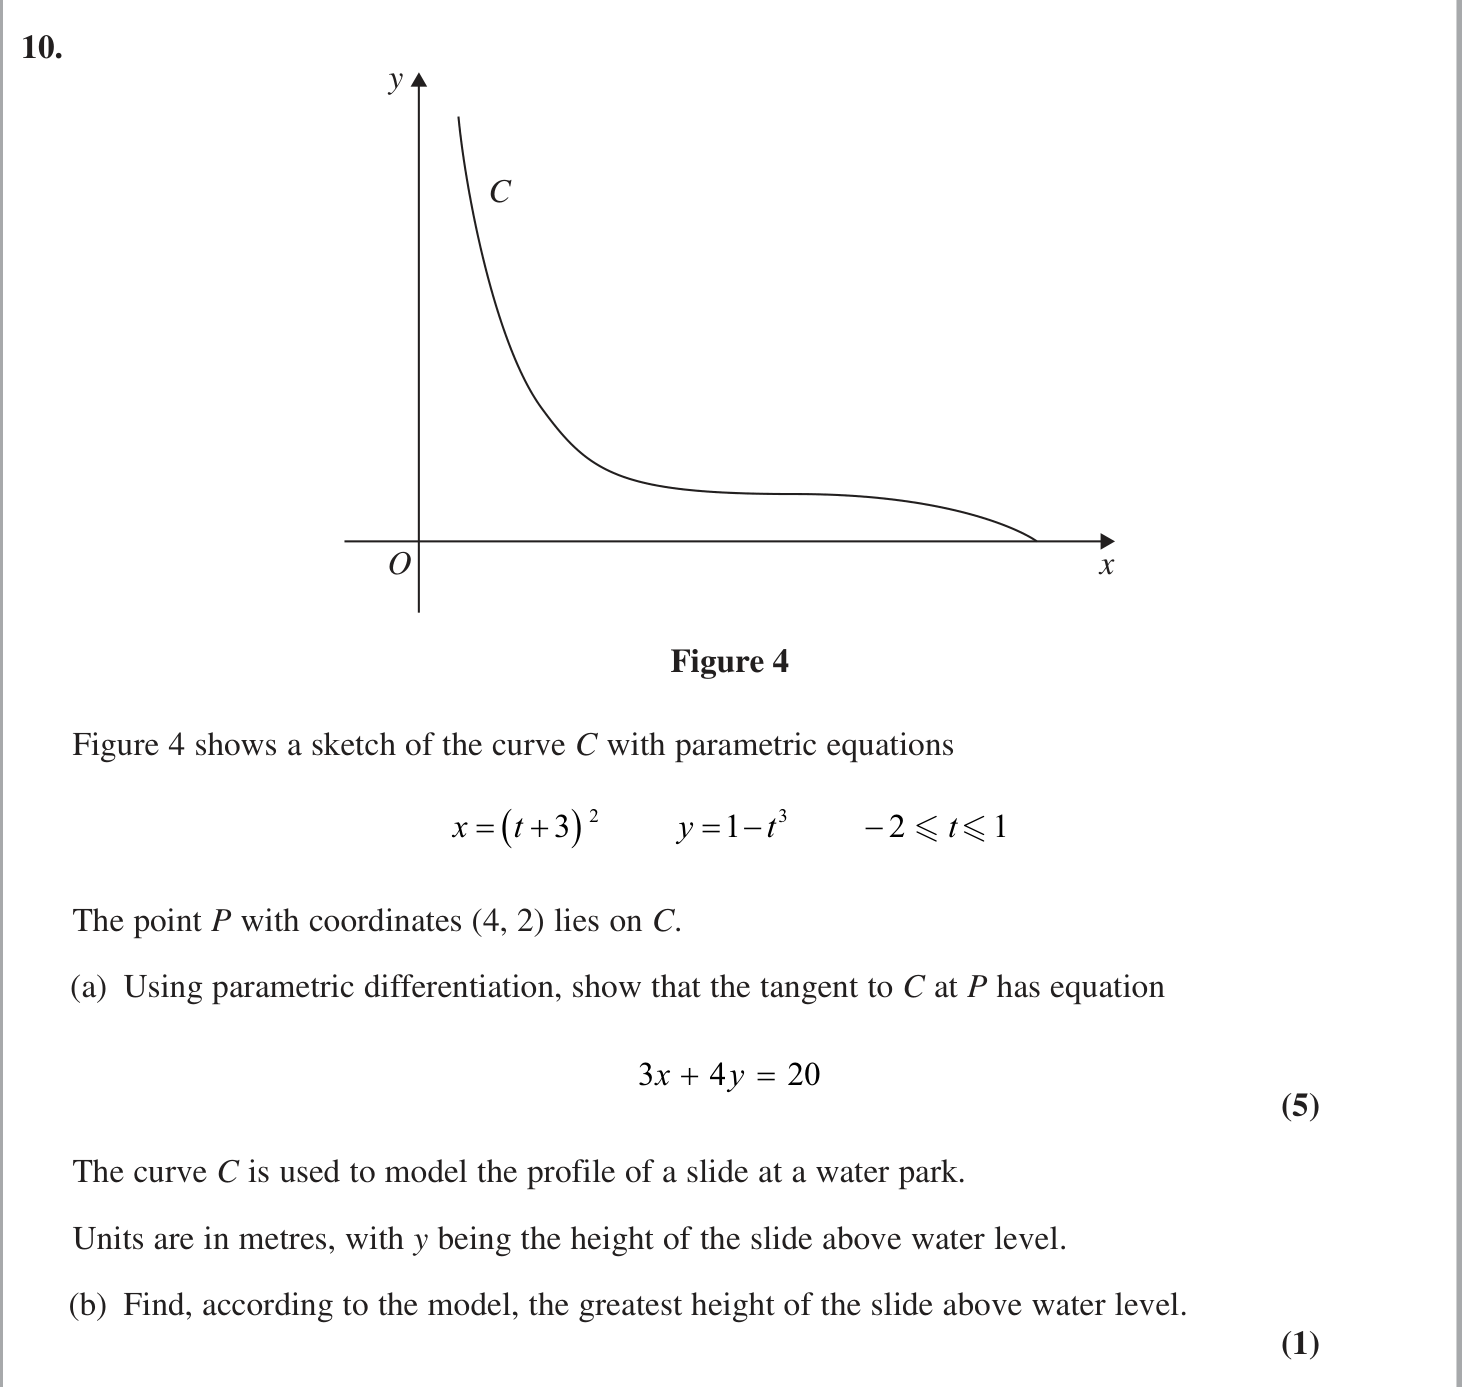 10.
y
C
O
x
Figure 4
Figure 4 shows a sketch of the curve C with parametric equations
x = (t + 3)² y = 1 – t³ – 2 ⩽ t ⩽ 1
The point P with coordinates (4, 2) lies on C.
(a) Using parametric differentiation, show that the tangent to C at P has equation
3x + 4y = 20
(5)
The curve C is used to model the profile of a slide at a water park.
Units are in metres, with y being the height of the slide above water level.
(b) Find, according to the model, the greatest height of the slide above water level.
(1)